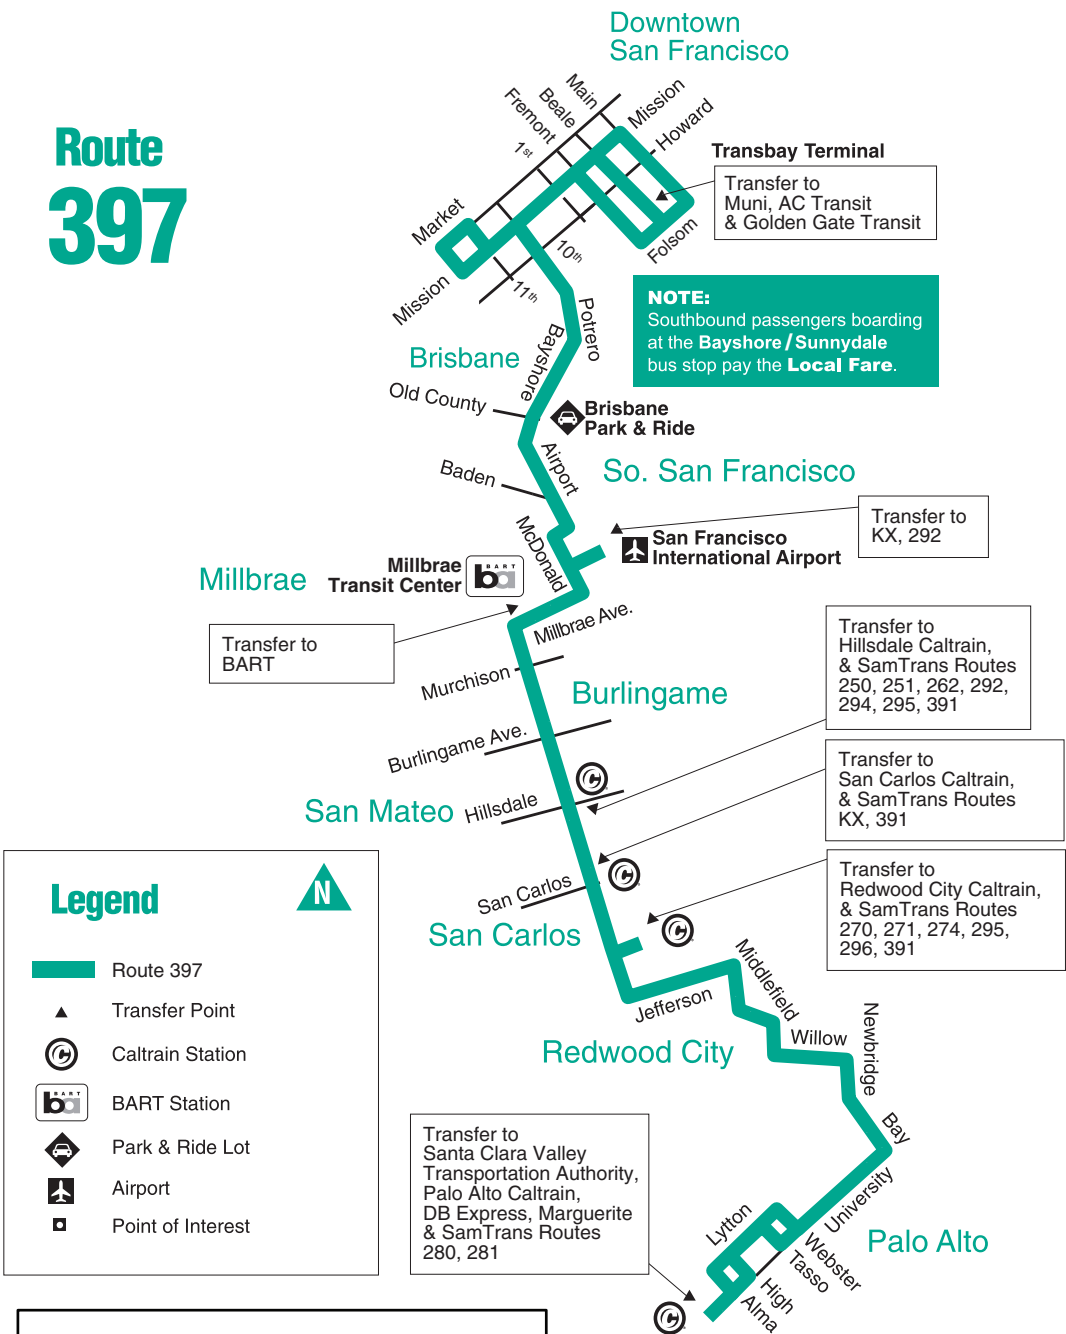 Downtown
San Francisco
Route
397
Main
Beale
Fremont
1st
Mission
Howard
Market
Mission
10th
11th
Folsom
Transbay Terminal
Transfer to
Muni, AC Transit
& Golden Gate Transit
NOTE:
Southbound passengers boarding
at the Bayshore / Sunnydale
bus stop pay the Local Fare.
Potrero
Bayshore
Brisbane
Old County
Brisbane
Park & Ride
Airport
So. San Francisco
Baden
McDonald
Transfer to
KX, 292
San Francisco
International Airport
Millbrae
Millbrae
Transit Center
BART
ba
Transfer to
BART
Millbrae Ave.
Murchison
Burlingame
Burlingame Ave.
Transfer to
Hillsdale Caltrain,
& SamTrans Routes
250, 251, 262, 292,
294, 295, 391
San Mateo
Hillsdale
C
Transfer to
San Carlos Caltrain,
& SamTrans Routes
KX, 391
San Carlos
C
San Carlos
Transfer to
Redwood City Caltrain,
& SamTrans Routes
270, 271, 274, 295,
296, 391
C
Jefferson
Middlefield
Redwood City
Willow
Newbridge
Bay
University
Palo Alto
Lytton
Webster
Tasso
High
Alma
C
Transfer to
Santa Clara Valley
Transportation Authority,
Palo Alto Caltrain,
DB Express, Marguerite
& SamTrans Routes
280, 281
Legend
N
Route 397
Transfer Point
C
Caltrain Station
BART
ba
BART Station
Park & Ride Lot
Airport
Point of Interest